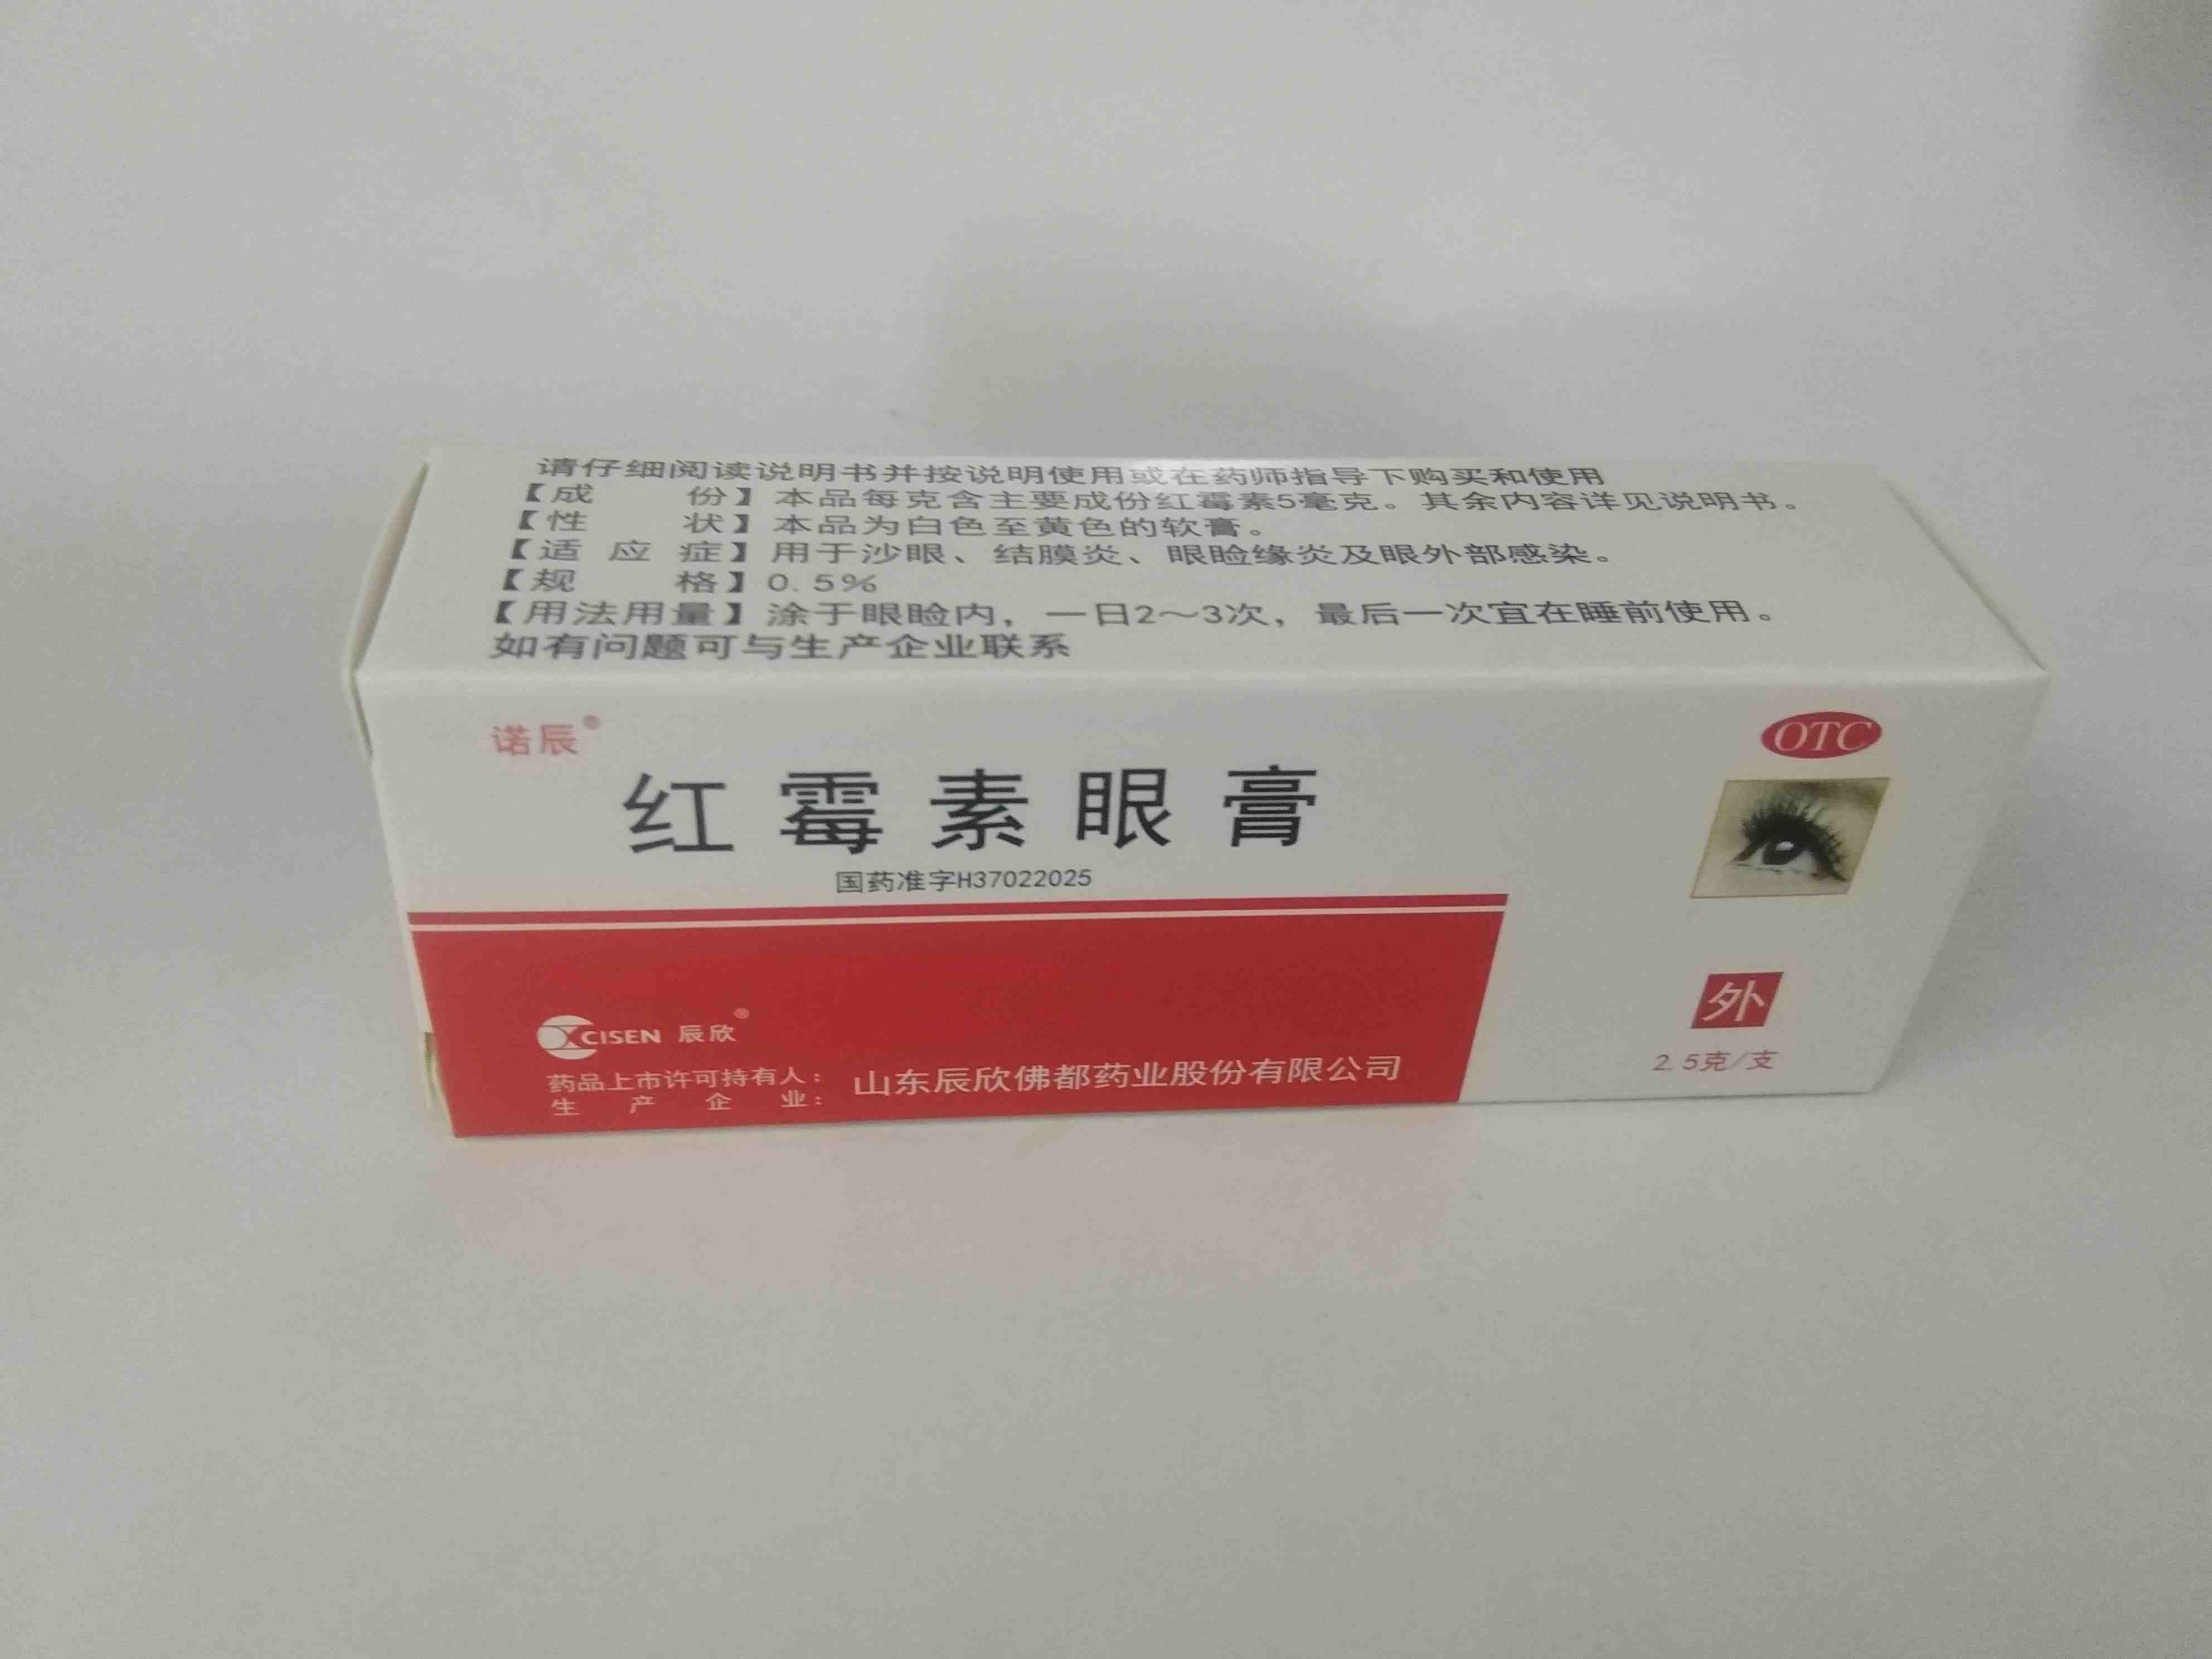 请仔细阅读说明书并按说明使用或在药师指导下购买和使用
【成份】本品每克含主要成份红霉素5毫克。其余内容详见说明书。
【性状】本品为白色至黄色的软膏。
【适应症】用于沙眼、结膜炎、眼睑缘炎及眼外部感染。
【规格】0.5%
【用法用量】涂于眼睑内，一日2～3次，最后一次宜在睡前使用。
如有问题可与生产企业联系
诺辰®
OTC
红霉素眼膏
国药准字H37022025
外
2.5克/支
CISEN 辰欣®
药品上市许可持有人：
生产企业：
山东辰欣佛都药业股份有限公司